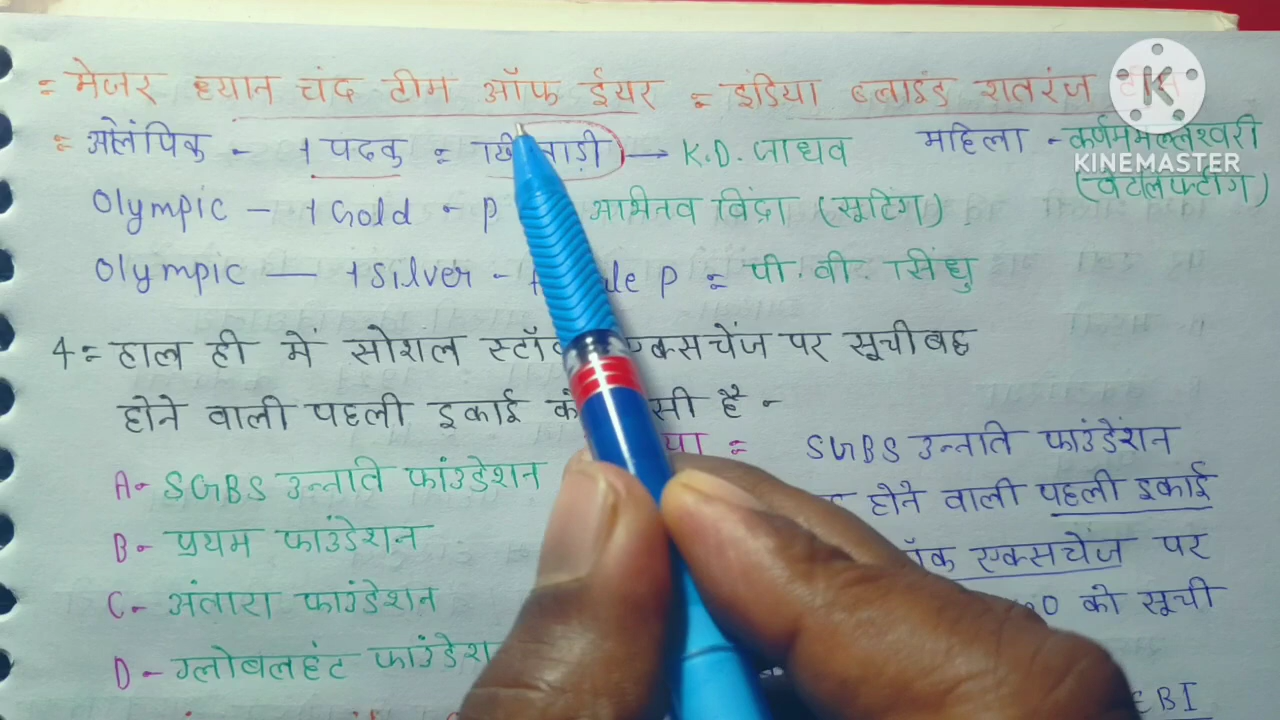 = मेजर ध्यान चंद टीम ऑफ ईयर = इंडिया ब्लाइंड शतरंज
= ओलंपिक - 1 पदक = → K.D. जाधव महिला - कर्णममल्लेश्वरी
(वेटलिफ्टींग)
Olympic - 1 Gold - P अभिनव बिंद्रा (सूटिंग)
Olympic — 1 Silver - P = पी. वी. सिंधु
4 = हाल ही में सोशल स्टॉक एक्सचेंज पर सूचीबद्द
होने वाली पहली इकाई है -
A- SGBS उन्नति फांउडेशन
B- प्रथम फाउंडेशन
C- अंतारा फाउंडेशन
D- ग्लोबलहंट
= SGBS उन्नति फाउंडेंशन
होने वाली पहली इकाई
एक्सचेंज पर
को सूची
KINEMASTER